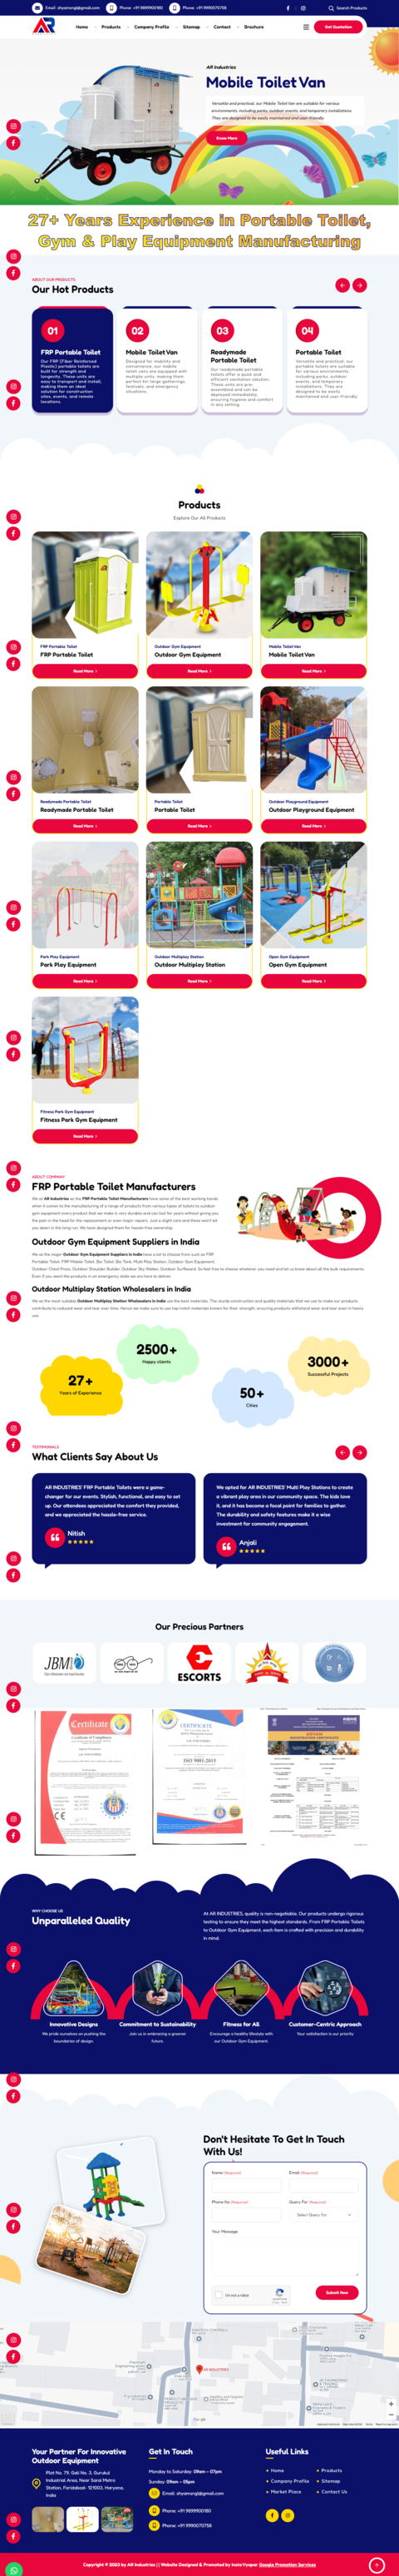 Email: shyamsngl@gmail.com
Phone: +91 9899900180
Phone: +91 9990070758
Search Products
AR
Home
Products
Company Profile
Sitemap
Contact
Brochure
Get Quotation
AR Industries
Mobile Toilet Van
Versatile and practical, our Mobile Toilet Van are suitable for various
environments, including parks, outdoor events, and temporary installations.
They are designed to be easily maintained and user-friendly.
Know More
27+ Years Experience in Portable Toilet,
Gym & Play Equipment Manufacturing
ABOUT OUR PRODUCTS
Our Hot Products
01
FRP Portable Toilet
Our FRP (Fiber Reinforced
Plastic) portable toilets are
built for strength and
longevity. These units are
easy to transport and install,
making them an ideal
solution for construction
sites, events, and remote
locations.
02
Mobile Toilet Van
Designed for mobility and
convenience, our mobile
toilet vans are equipped with
multiple units, making them
perfect for large gatherings,
festivals, and emergency
situations.
03
Readymade
Portable Toilet
Our readymade portable
toilets offer a quick and
efficient sanitation solution.
These units are pre-
assembled and can be
deployed immediately,
ensuring hygiene and comfort
in any setting.
04
Portable Toilet
Versatile and practical, our
portable toilets are suitable
for various environments,
including parks, outdoor
events, and temporary
installations. They are
designed to be easily
maintained and user-friendly.
Products
Explore Our All Products
FRP Portable Toilet
FRP Portable Toilet
Read More
Outdoor Gym Equipment
Outdoor Gym Equipment
Read More
Mobile Toilet Van
Mobile Toilet Van
Read More
Readymade Portable Toilet
Readymade Portable Toilet
Read More
Portable Toilet
Portable Toilet
Read More
Outdoor Playground Equipment
Outdoor Playground Equipment
Read More
Park Play Equipment
Park Play Equipment
Read More
Outdoor Multiplay Station
Outdoor Multiplay Station
Read More
Open Gym Equipment
Open Gym Equipment
Read More
Fitness Park Gym Equipment
Fitness Park Gym Equipment
Read More
ABOUT COMPANY
FRP Portable Toilet Manufacturers
We at AR Industries as the FRP Portable Toilet Manufacturers have some of the best working hands
when it comes to the manufacturing of a range of products from various types of toilets to outdoor
gym equipment every product that we make is very durable and can last for years without giving you
the pain in the head for the replacement or even major repairs. Just a slight care and these won't let
you down in the long run. We have designed them for hassle-free ownership.
Outdoor Gym Equipment Suppliers in India
We as the major Outdoor Gym Equipment Suppliers in India have a lot to choose from such as FRP
Portable Toilet, FRP Mobile Toilet, Bio Toilet, Bio Tank, Multi Play Station, Outdoor Gym Equipment,
Outdoor Chest Press, Outdoor Shoulder Builder, Outdoor Sky Walker, Outdoor Surfboard. So feel free to choose whatever you need and let us know about all the bulk requirements.
Even if you want the products in an emergency state we are here to deliver.
Outdoor Multiplay Station Wholesalers in India
We as the most suitable Outdoor Multiplay Station Wholesalers in India use the best materials. The sturdy construction and quality materials that we use to make our products
contribute to reduced wear and tear over time. Hence we make sure to use top-notch materials known for their strength, ensuring products withstand wear and tear even in heavy
use.
27+
Years of Experience
2500+
Happy clients
50+
Cities
3000+
Successful Projects
TESTIMONIALS
What Clients Say About Us
AR INDUSTRIES' FRP Portable Toilets were a game-
changer for our events. Stylish, functional, and easy to set
up. Our attendees appreciated the comfort they provided,
and we appreciated the hassle-free service.
Nitish
We opted for AR INDUSTRIES' Multi Play Stations to create
a vibrant play area in our community space. The kids love
it, and it has become a focal point for families to gather.
The durability and safety features make it a wise
investment for community engagement.
Anjali
Our Precious Partners
JBM
ESCORTS
Certificate
Certificate of Compliance
CE
CERTIFICATE
ISO 9001:2015
UDYAM REGISTRATION CERTIFICATE
WHY CHOOSE US
Unparalleled Quality
At AR INDUSTRIES, quality is non-negotiable. Our products undergo rigorous
testing to ensure they meet the highest standards. From FRP Portable Toilets
to Outdoor Gym Equipment, each item is crafted with precision and durability
in mind.
Innovative Designs
We pride ourselves on pushing the
boundaries of design.
Commitment to Sustainability
Join us in embracing a greener
future.
Fitness for All
Encourage a healthy lifestyle with
our Outdoor Gym Equipment.
Customer-Centric Approach
Your satisfaction is our priority
Don't Hesitate To Get In Touch
With Us!
Name (Required)
Email (Required)
Phone No (Required)
Query For (Required)
Select Query For
Your Message
I'm not a robot
Submit Now
AR INDUSTRIES
Google
Your Partner For Innovative
Outdoor Equipment
Plot No. 79, Gali No. 3, Gurukul
Industrial Area, Near Sarai Metro
Station, Faridabad- 121003, Haryana,
India
Get In Touch
Monday to Saturday: 09am – 07pm
Sunday: 09am – 05pm
Email: shyamsngl@gmail.com
Phone: +91 9899900180
Phone: +91 9990070758
Useful Links
Home
Products
Company Profile
Sitemap
Market Place
Contact Us
Copyright © 2023 by AR Industries || Website Designed & Promoted by Insta Vyapar Google Promotion Services